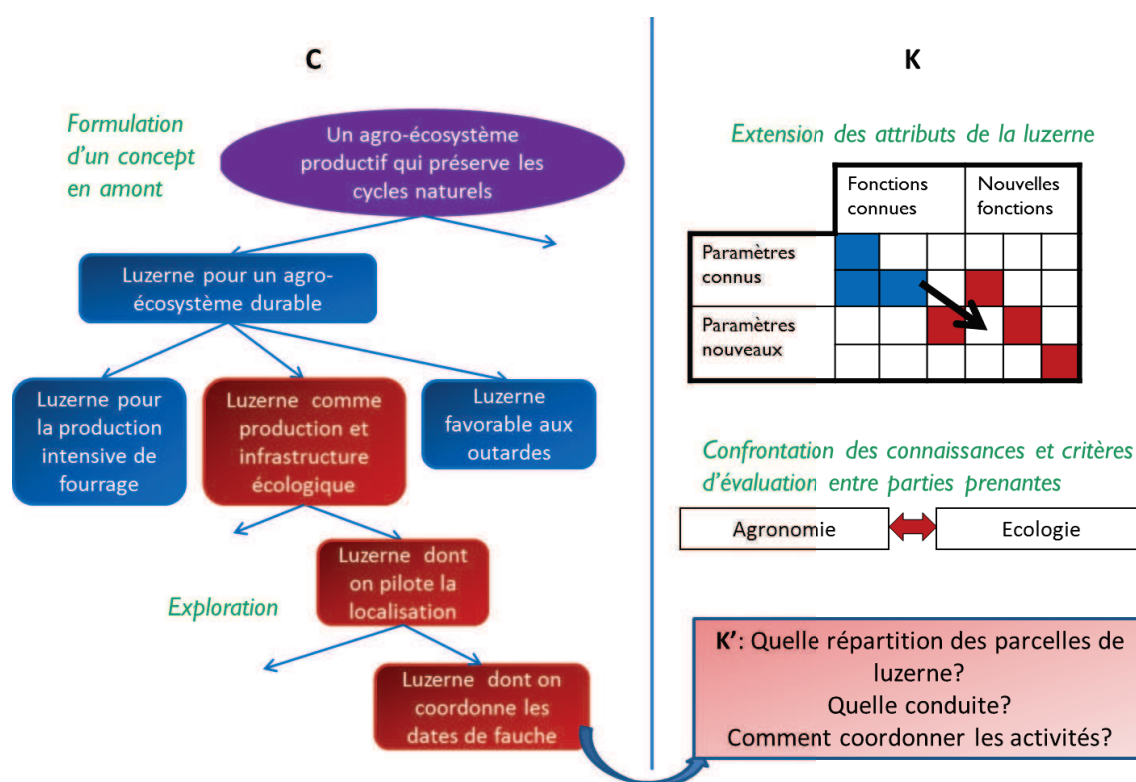 C
Formulation
d'un concept
en amont
Un agro-écosystème
productif qui préserve les
cycles naturels
Luzerne pour un agro-
écosystème durable
Luzerne pour
la production
intensive de
fourrage
Luzerne comme
production et
infrastructure
écologique
Luzerne
favorable aux
outardes
Luzerne dont
on pilote la
localisation
Exploration
Luzerne dont on
coordonne les
dates de fauche
K
Extension des attributs de la luzerne
Fonctions
connues
Nouvelles
fonctions
Paramètres
connus
Paramètres
nouveaux
Confrontation des connaissances et critères
d'évaluation entre parties prenantes
Agronomie
Ecologie
K': Quelle répartition des parcelles de
luzerne?
Quelle conduite?
Comment coordonner les activités?